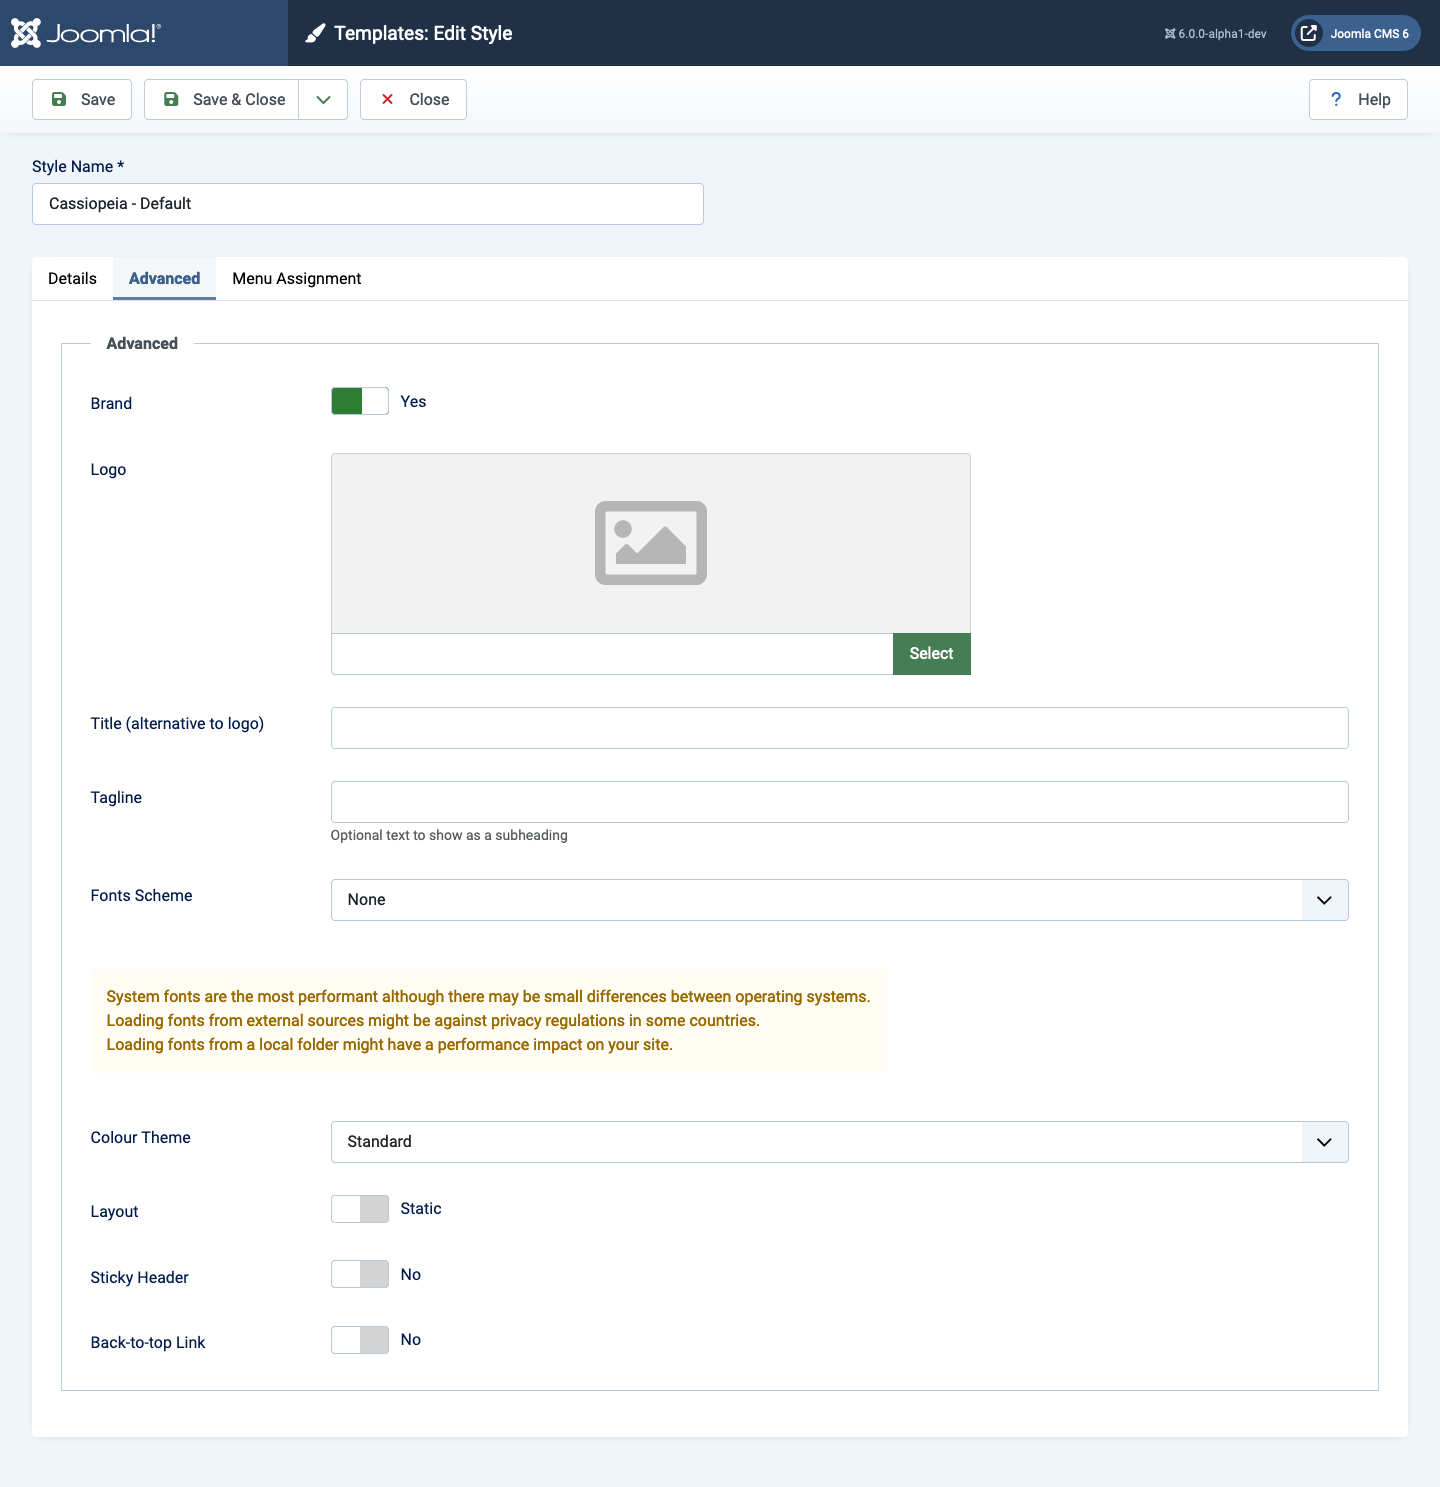 Joomla!®
Templates: Edit Style
6.0.0-alpha1-dev
Joomla CMS 6
Save
Save & Close
Close
? Help
Style Name *
Cassiopeia - Default
Details
Advanced
Menu Assignment
Advanced
Brand
Yes
Logo
Select
Title (alternative to logo)
Tagline
Optional text to show as a subheading
Fonts Scheme
None
System fonts are the most performant although there may be small differences between operating systems.
Loading fonts from external sources might be against privacy regulations in some countries.
Loading fonts from a local folder might have a performance impact on your site.
Colour Theme
Standard
Layout
Static
Sticky Header
No
Back-to-top Link
No